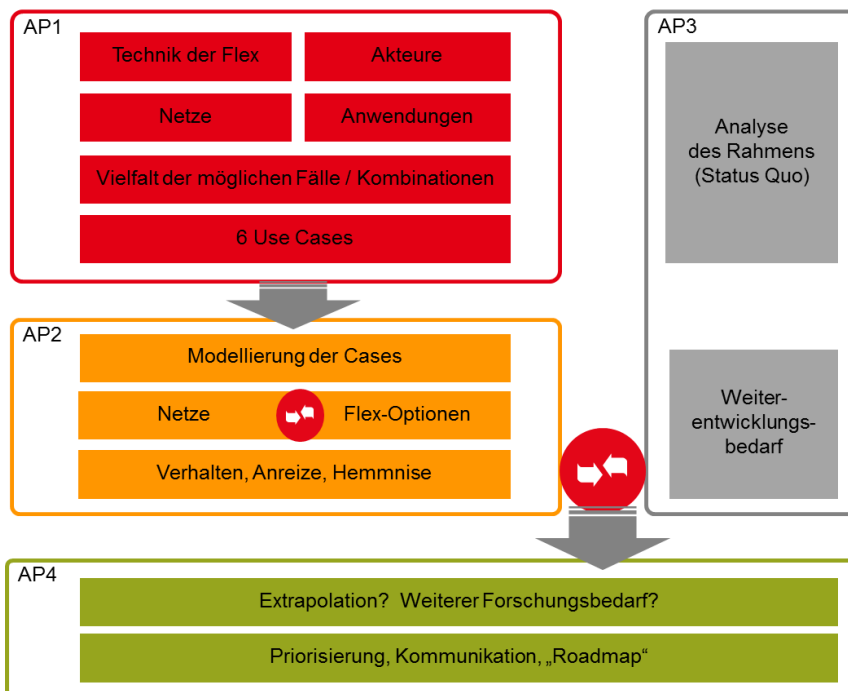 AP1
Technik der Flex
Akteure
Netze
Anwendungen
Vielfalt der möglichen Fälle / Kombinationen
6 Use Cases
AP2
Modellierung der Cases
Netze
Flex-Optionen
Verhalten, Anreize, Hemmnise
AP3
Analyse
des Rahmens
(Status Quo)
Weiter-
entwicklungs-
bedarf
AP4
Extrapolation? Weiterer Forschungsbedarf?
Priorisierung, Kommunikation, „Roadmap“